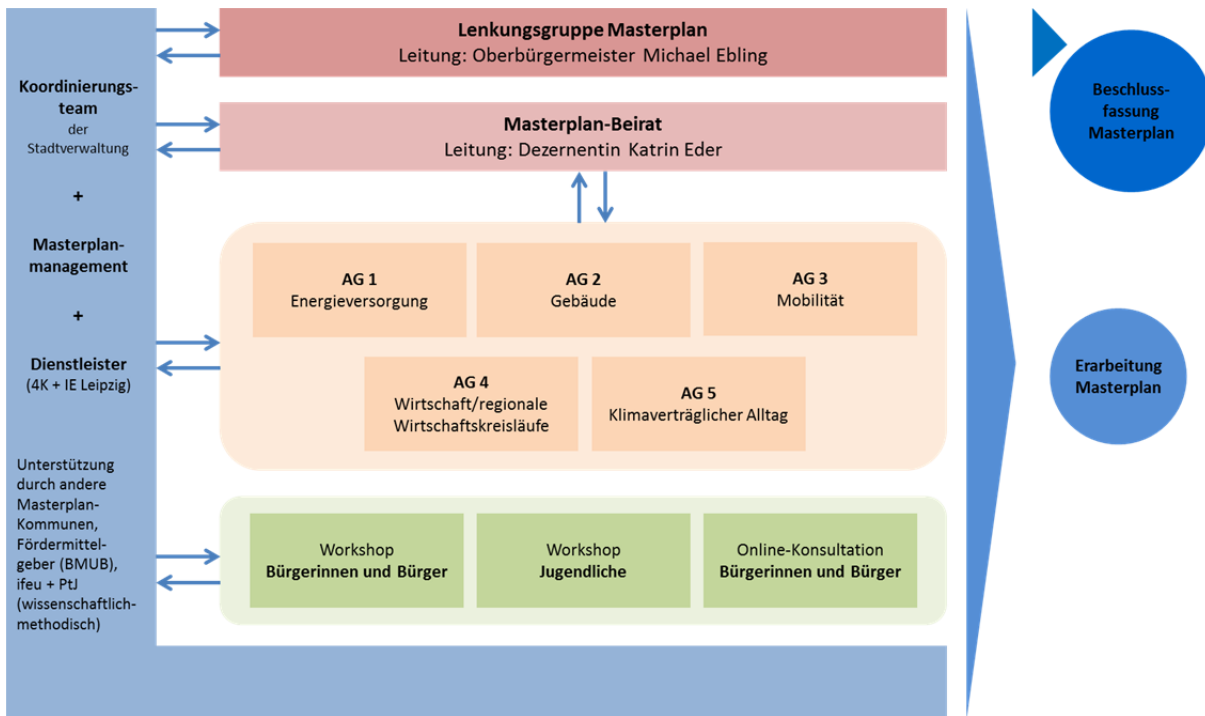 Koordinierungs-
team
der
Stadtverwaltung
+
Masterplan-
management
+
Dienstleister
(4K + IE Leipzig)
Unterstützung
durch andere
Masterplan-
Kommunen,
Fördermittel-
geber (BMUB),
ifeu + PtJ
(wissenschaftlich-
methodisch)
Lenkungsgruppe Masterplan
Leitung: Oberbürgermeister Michael Ebling
Masterplan-Beirat
Leitung: Dezernentin Katrin Eder
AG 1
Energieversorgung
AG 2
Gebäude
AG 3
Mobilität
AG 4
Wirtschaft/regionale
Wirtschaftskreisläufe
AG 5
Klimaverträglicher Alltag
Workshop
Bürgerinnen und Bürger
Workshop
Jugendliche
Online-Konsultation
Bürgerinnen und Bürger
Beschluss-
fassung
Masterplan
Erarbeitung
Masterplan